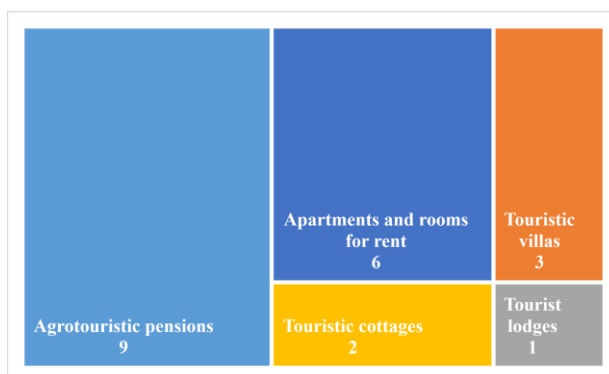 Agrotouristic pensions
9
Apartments and rooms
for rent
6
Touristic
villas
3
Touristic cottages
2
Tourist
lodges
1